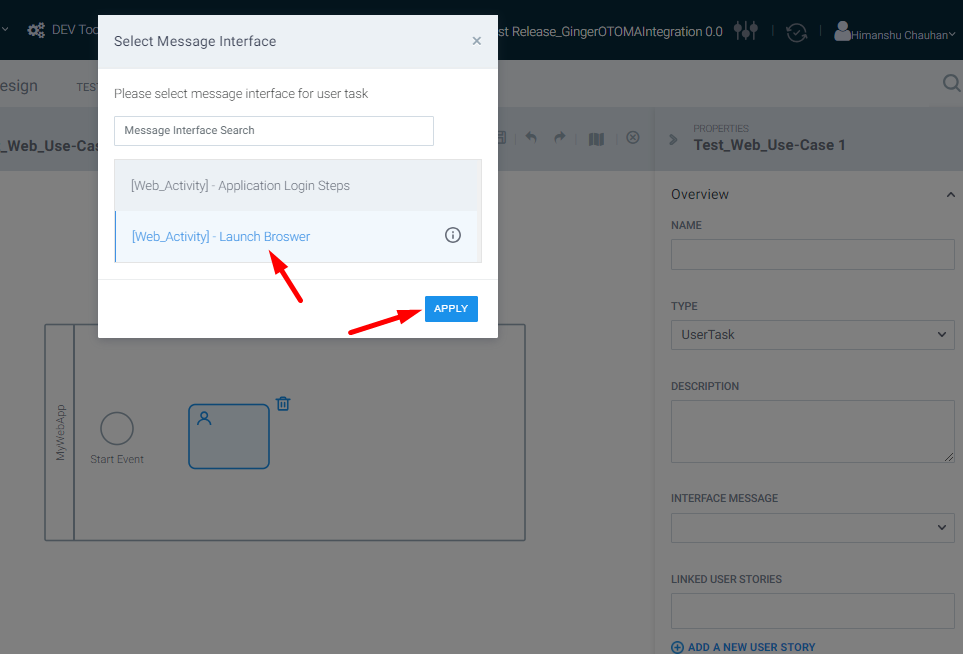 DEV Too
st Release_GingerOTOMAIntegration 0.0
Himanshu Chauhan
Select Message Interface
×
Please select message interface for user task
Message Interface Search
[Web_Activity] - Application Login Steps
[Web_Activity] - Launch Broswer
APPLY
esign
TEST
_Web_Use-Cas
PROPERTIES
Test_Web_Use-Case 1
Overview
NAME
TYPE
UserTask
DESCRIPTION
INTERFACE MESSAGE
LINKED USER STORIES
ADD A NEW USER STORY
MyWebApp
Start Event